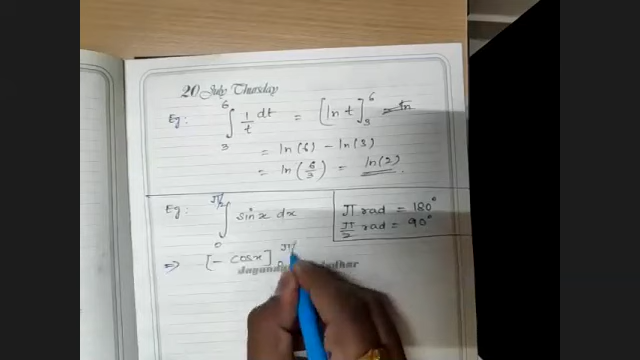 20 July Thursday
Eg: ∫₃⁶ 1/t dt = [ln t]₃⁶
= ln(6) - ln(3)
= ln(6/3) = ln(2).
Eg: ∫₀^(π/2) sin x dx
π rad = 180°
π/2 rad = 90°
⇒ [- cos x]₀^π/